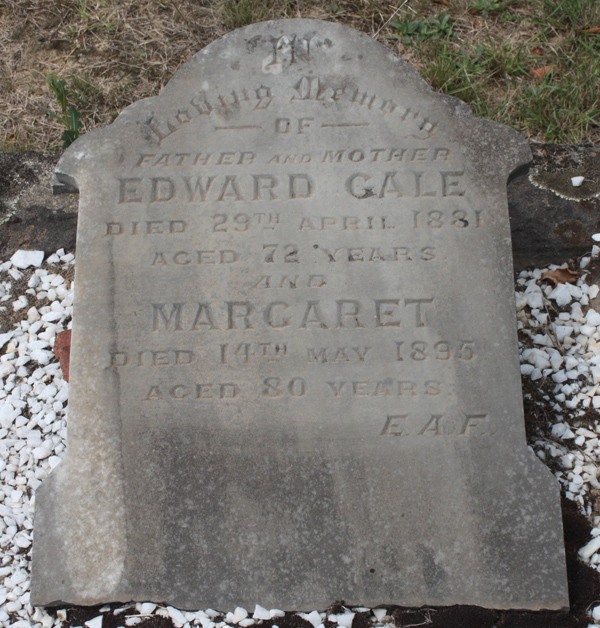 IN
Loving Memory
OF
FATHER AND MOTHER
EDWARD GALE
DIED 29TH APRIL 1881
AGED 72 YEARS.
AND
MARGARET
DIED 14TH MAY 1895
AGED 80 YEARS.
E.A.F.